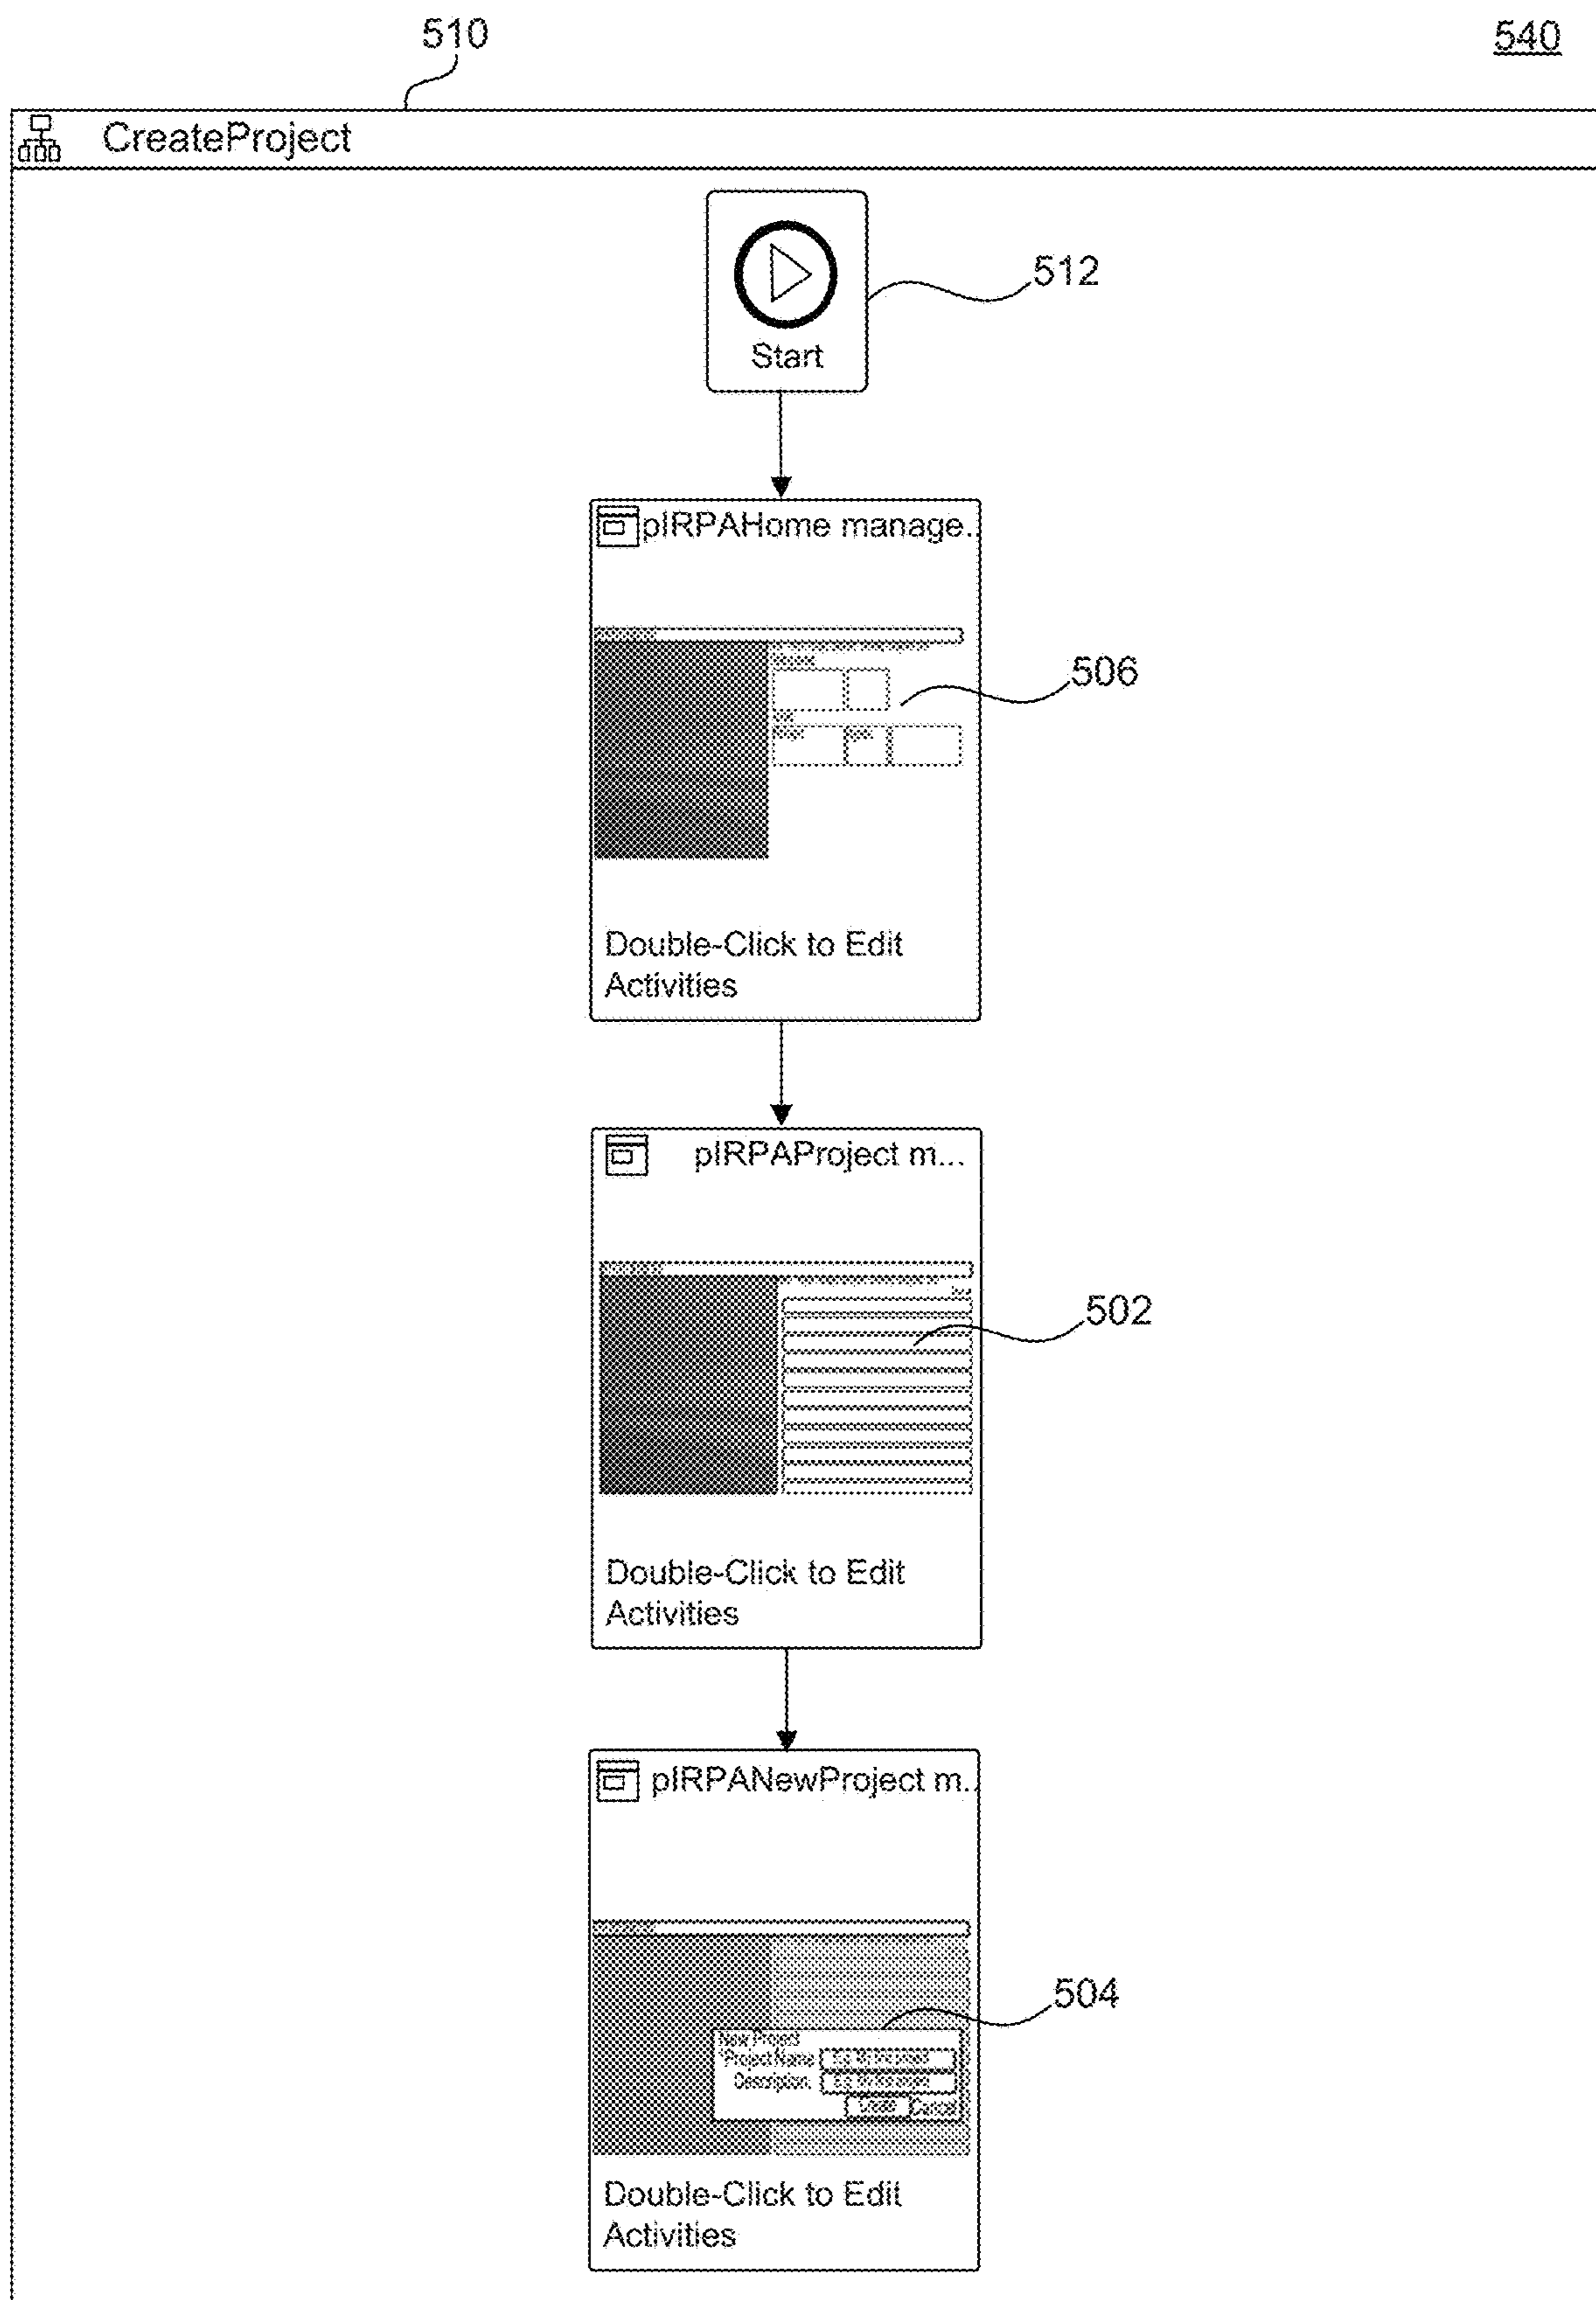 510
540
CreateProject
512
Start
pIRPAHome manage..
506
Double-Click to Edit
Activities
pIRPAProject m...
502
Double-Click to Edit
Activities
pIRPANewProject m..
504
New Project
*Project Name
Description:
Create Cancel
Double-Click to Edit
Activities